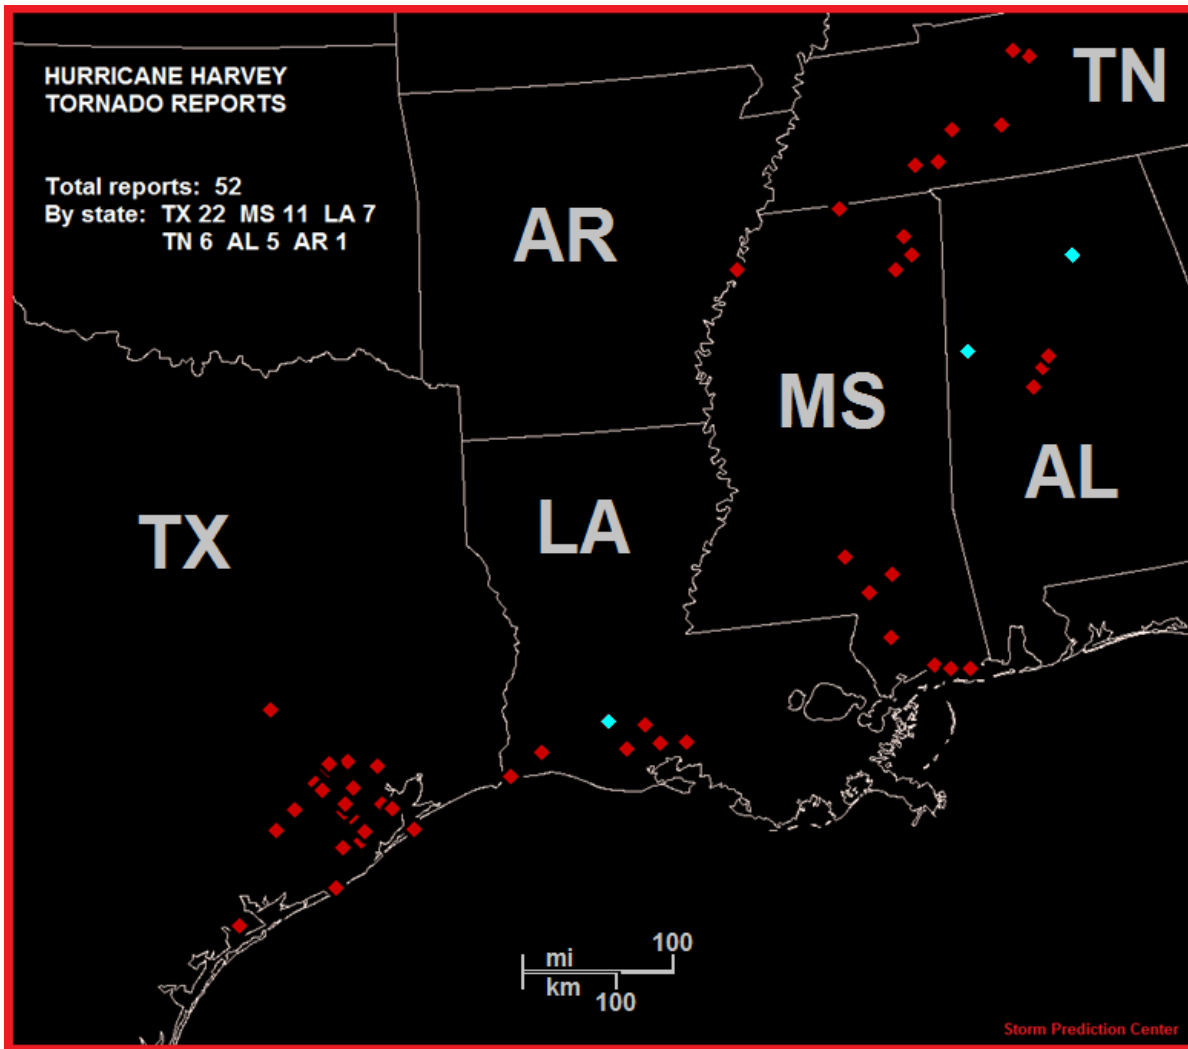 HURRICANE HARVEY
TORNADO REPORTS
Total reports: 52
By state: TX 22 MS 11 LA 7
TN 6 AL 5 AR 1
TN
AR
MS
AL
LA
TX
100
mi
km
100
Storm Prediction Center